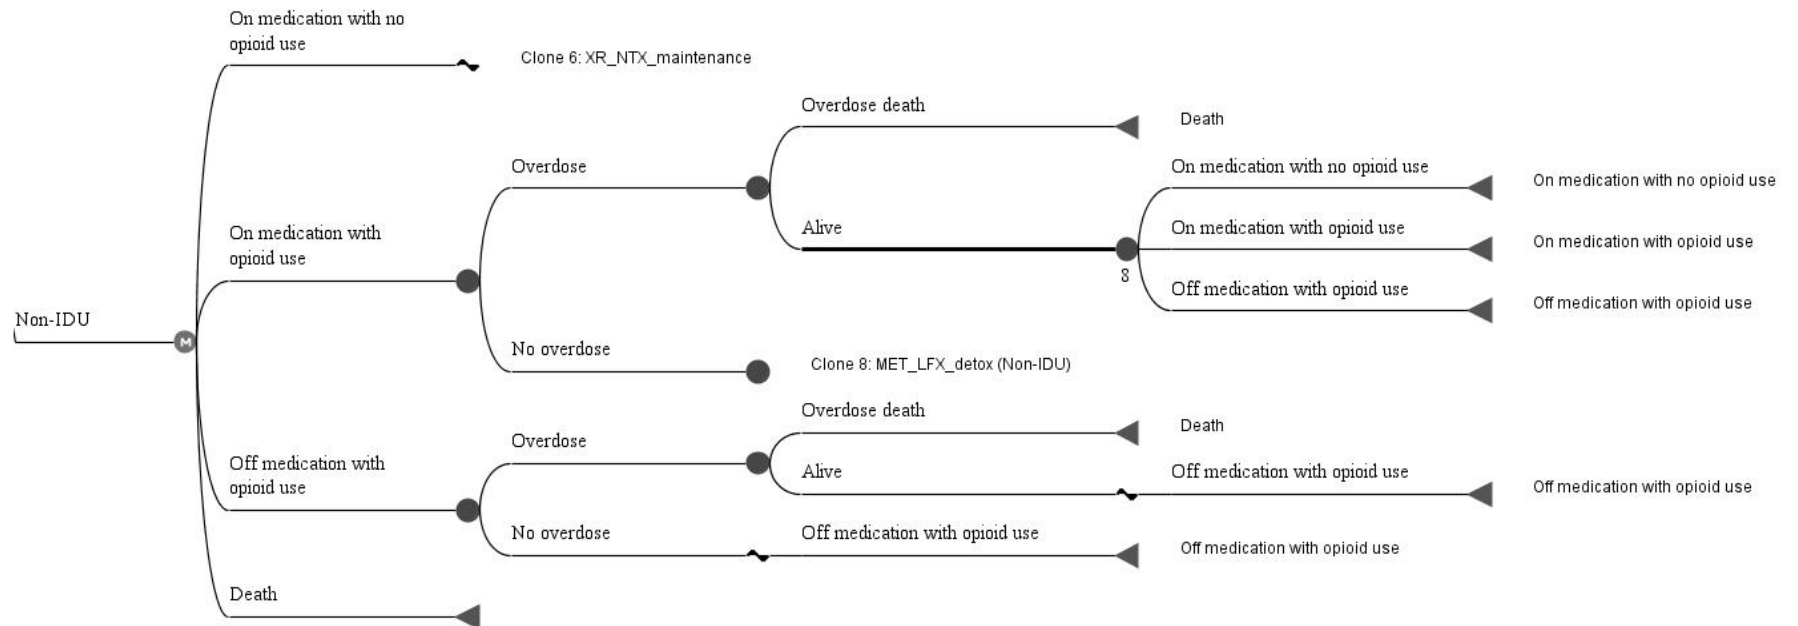 On medication with no
opioid use
Clone 6: XR_NTX_maintenance
Overdose death
Death
Overdose
On medication with no opioid use
On medication with no opioid use
Alive
On medication with opioid use
On medication with opioid use
On medication with
opioid use
8
Off medication with opioid use
Off medication with opioid use
Non-IDU
M
No overdose
Clone 8: MET_LFX_detox (Non-IDU)
Overdose death
Death
Overdose
Off medication with
opioid use
Alive
Off medication with opioid use
Off medication with opioid use
No overdose
Off medication with opioid use
Off medication with opioid use
Death